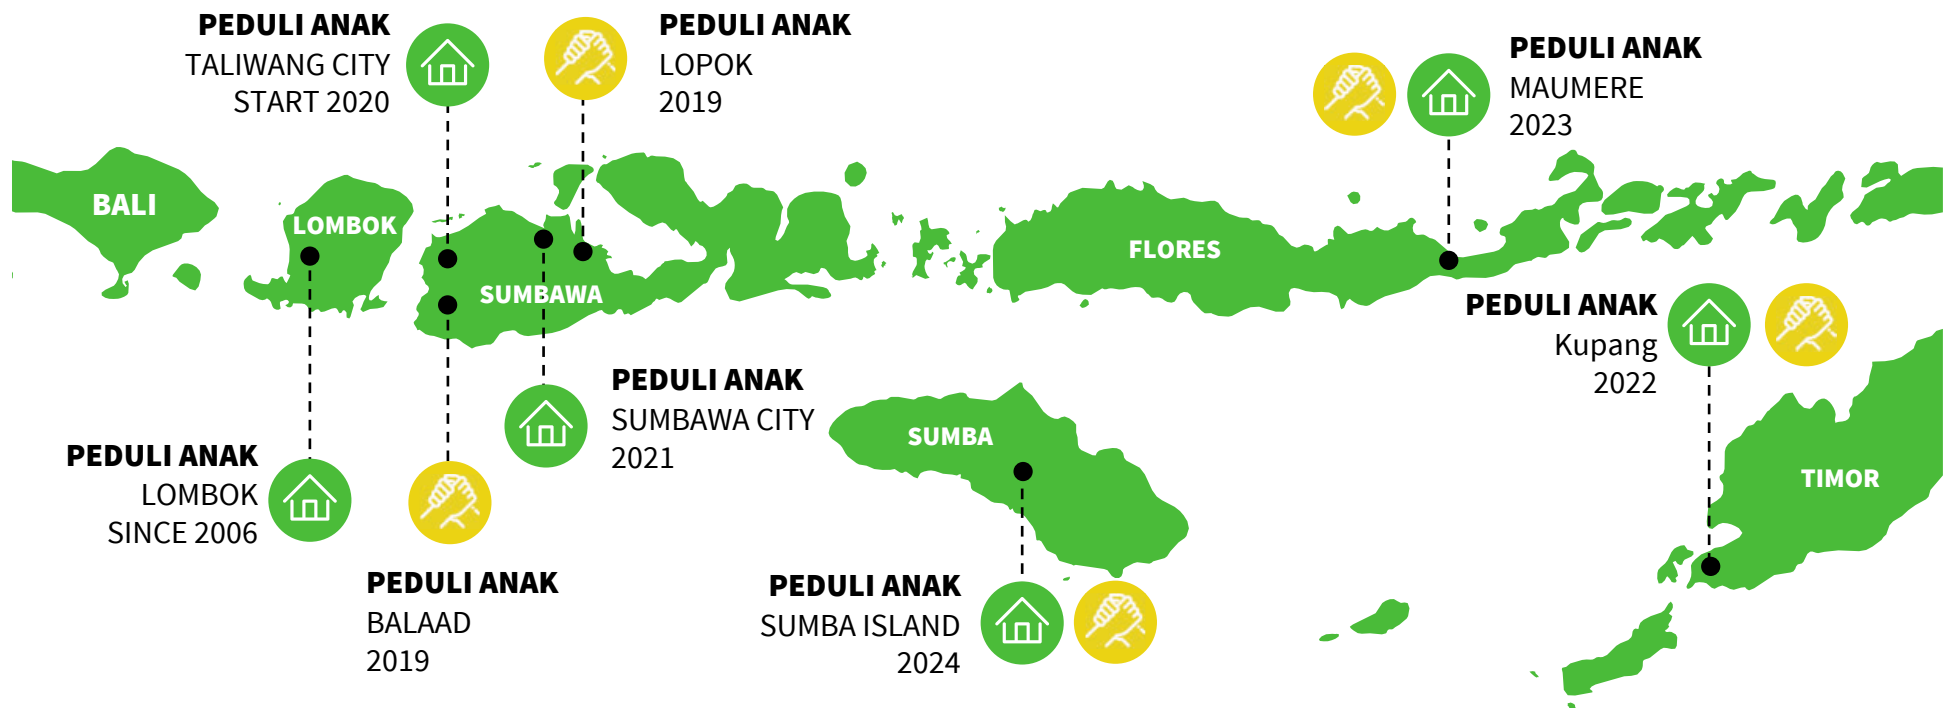 PEDULI ANAK
TALIWANG CITY
START 2020
PEDULI ANAK
LOPOK
2019
PEDULI ANAK
MAUMERE
2023
BALI
LOMBOK
SUMBAWA
FLORES
PEDULI ANAK
Kupang
2022
PEDULI ANAK
SUMBAWA CITY
2021
SUMBA
TIMOR
PEDULI ANAK
LOMBOK
SINCE 2006
PEDULI ANAK
BALAAD
2019
PEDULI ANAK
SUMBA ISLAND
2024